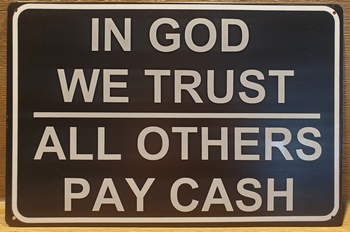 IN GOD
WE TRUST
ALL OTHERS
PAY CASH